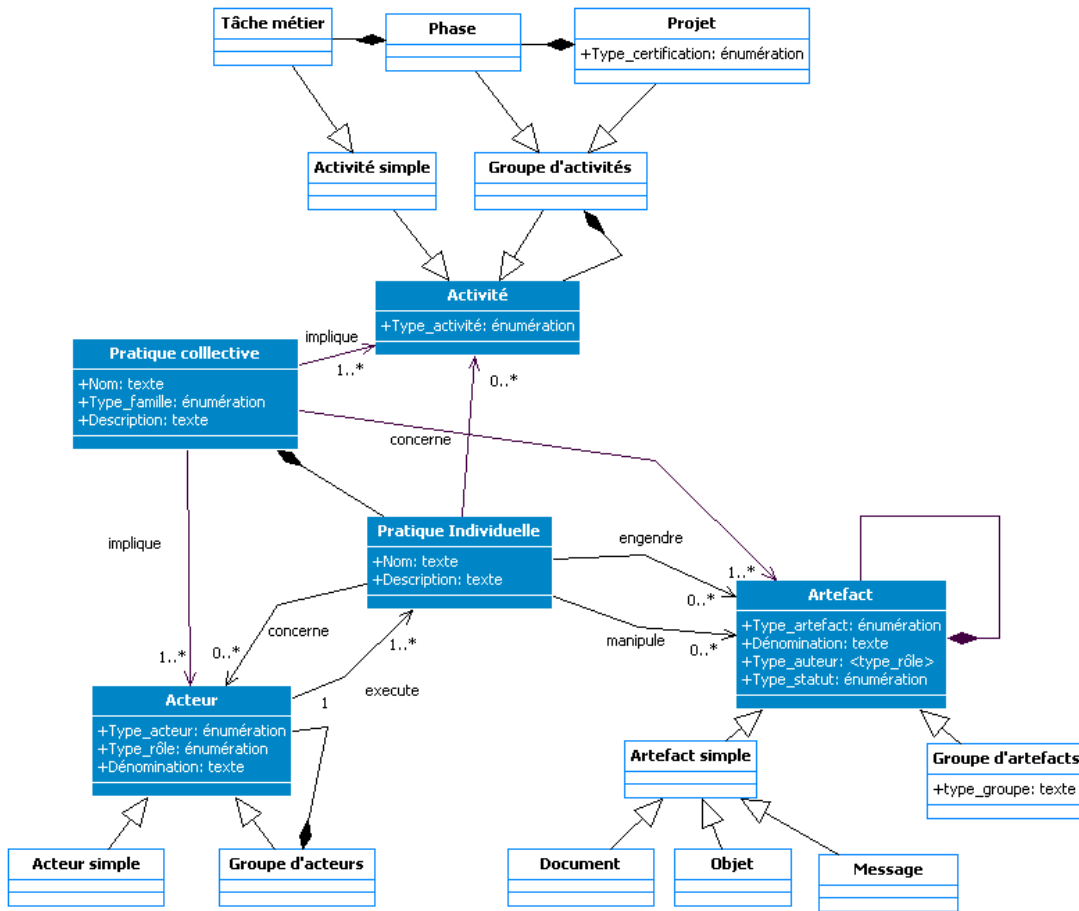 Tâche métier
Phase
Projet
+Type_certification: énumération
Activité simple
Groupe d'activités
Activité
+Type_activité: énumération
implique
1..*
0..*
Pratique colllective
+Nom: texte
+Type_famille: énumération
+Description: texte
concerne
implique
Pratique Individuelle
+Nom: texte
+Description: texte
engendre
1..*
0..*
manipule
0..*
Artefact
+Type_artefact: énumération
+Dénomination: texte
+Type_auteur: <type_rôle>
+Type_statut: énumération
concerne
1..*
0..*
1..*
execute
1
Acteur
+Type_acteur: énumération
+Type_rôle: énumération
+Dénomination: texte
Artefact simple
Groupe d'artefacts
+type_groupe: texte
Acteur simple
Groupe d'acteurs
Document
Objet
Message